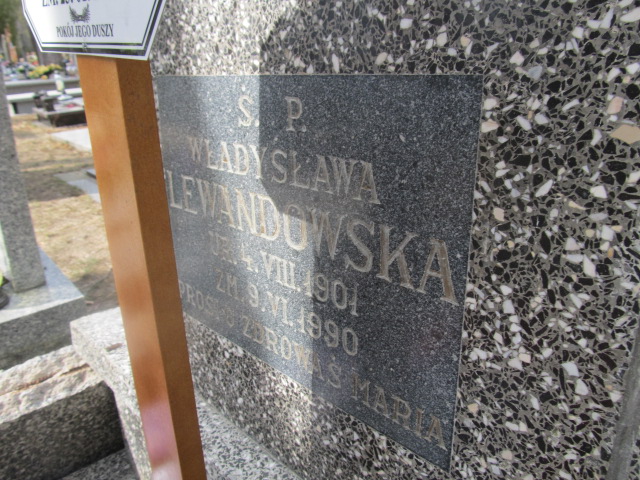 POKÓJ JEGO DUSZY
Ś. P.
WŁADYSŁAWA
LEWANDOWSKA
UR. 4.VIII.1901
ZM. 9.VI.1990
PROSI O ZDROWAŚ MARIA